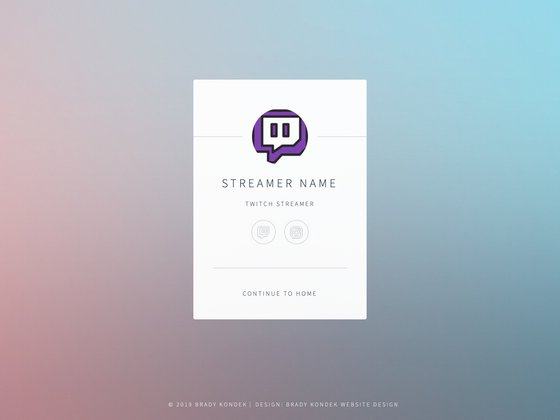 STREAMER NAME
TWITCH STREAMER
CONTINUE TO HOME
© 2019 BRADY KONDEK | DESIGN: BRADY KONDEK WEBSITE DESIGN